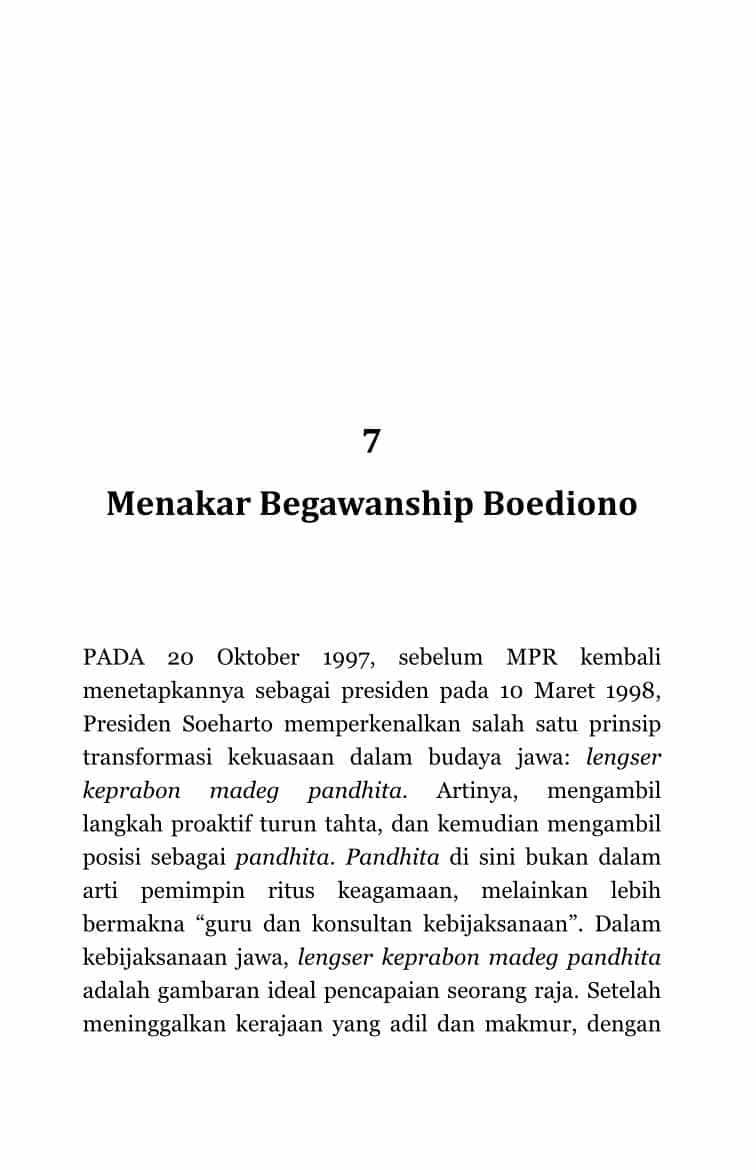 7
Menakar Begawanship Boediono
PADA 20 Oktober 1997, sebelum MPR kembali
menetapkannya sebagai presiden pada 10 Maret 1998,
Presiden Soeharto memperkenalkan salah satu prinsip
transformasi kekuasaan dalam budaya jawa: lengser
keprabon madeg pandhita. Artinya, mengambil
langkah proaktif turun tahta, dan kemudian mengambil
posisi sebagai pandhita. Pandhita di sini bukan dalam
arti pemimpin ritus keagamaan, melainkan lebih
bermakna “guru dan konsultan kebijaksanaan”. Dalam
kebijaksanaan jawa, lengser keprabon madeg pandhita
adalah gambaran ideal pencapaian seorang raja. Setelah
meninggalkan kerajaan yang adil dan makmur, dengan